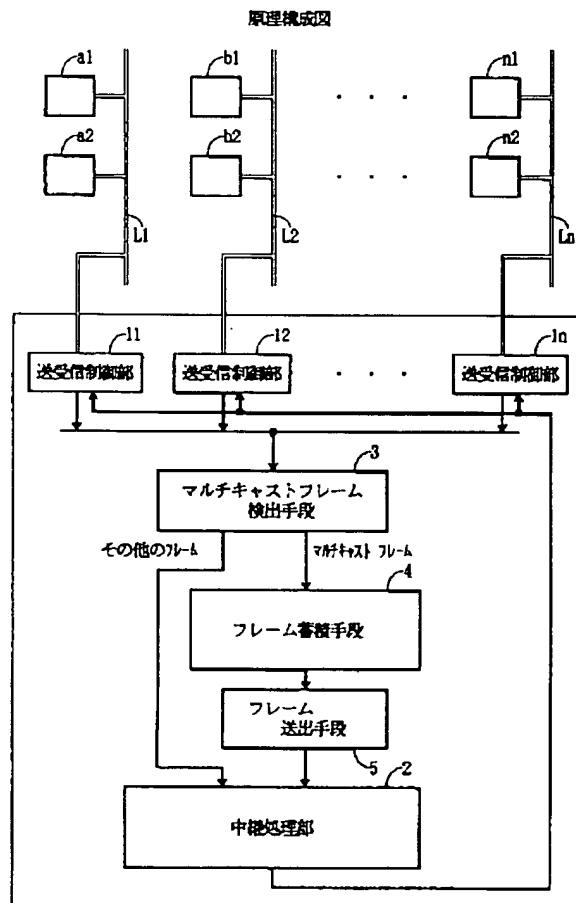 原理構成図
a1
b1
n1
a2
b2
n2
L1
L2
Ln
11
12
1n
送受信制御部
送受信制御部
送受信制御部
3
マルチキャストフレーム
検出手段
その他のフレーム
マルチキャスト フレーム
4
フレーム蓄積手段
フレーム
送出手段
5
2
中継処理部